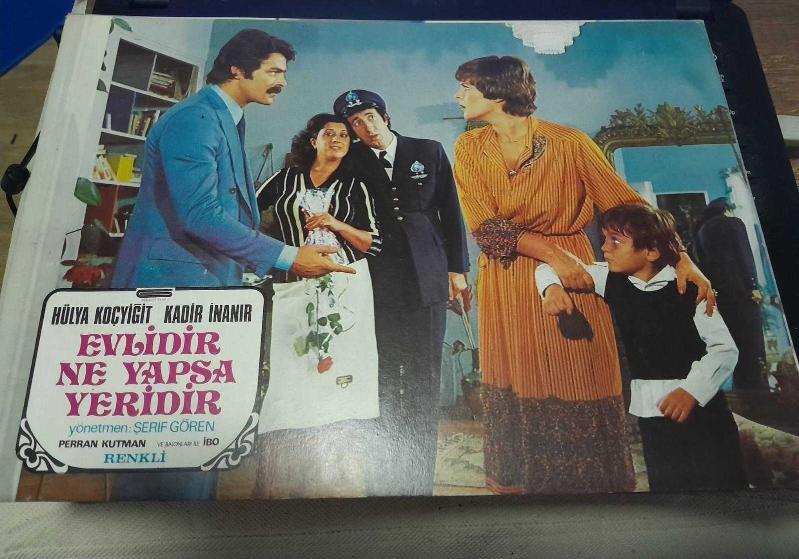 HÜLYA KOÇYİĞİT KADİR İNANIR
EVLİDİR
NE YAPSA
YERİDİR
yönetmen: ŞERİF GÖREN
PERRAN KUTMAN VE BALONLARI İLE İBO
RENKLİ